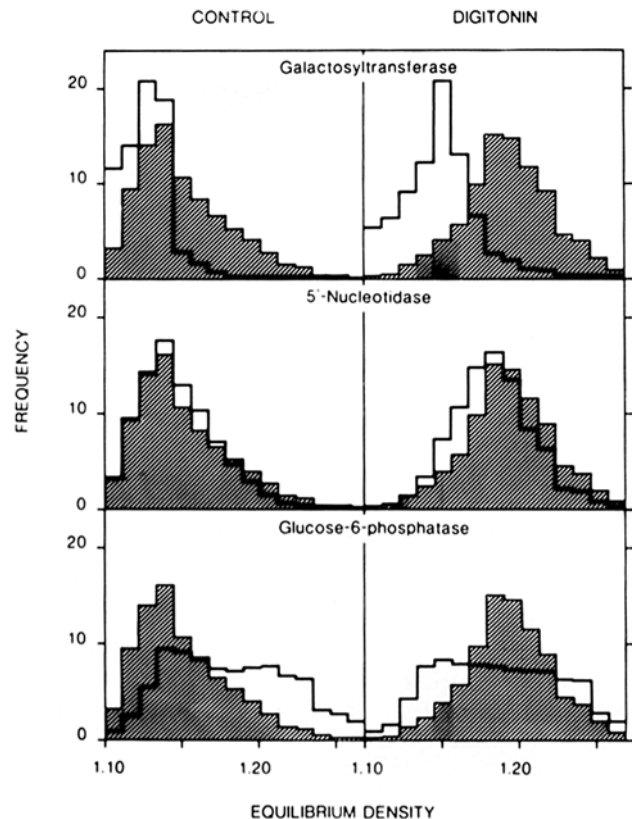 CONTROL DIGITONIN
Galactosyltransferase
20
10
0
5'-Nucleotidase
20
10
0
Glucose-6-phosphatase
20
10
0
FREQUENCY
1.10 1.20 1.10 1.20
EQUILIBRIUM DENSITY